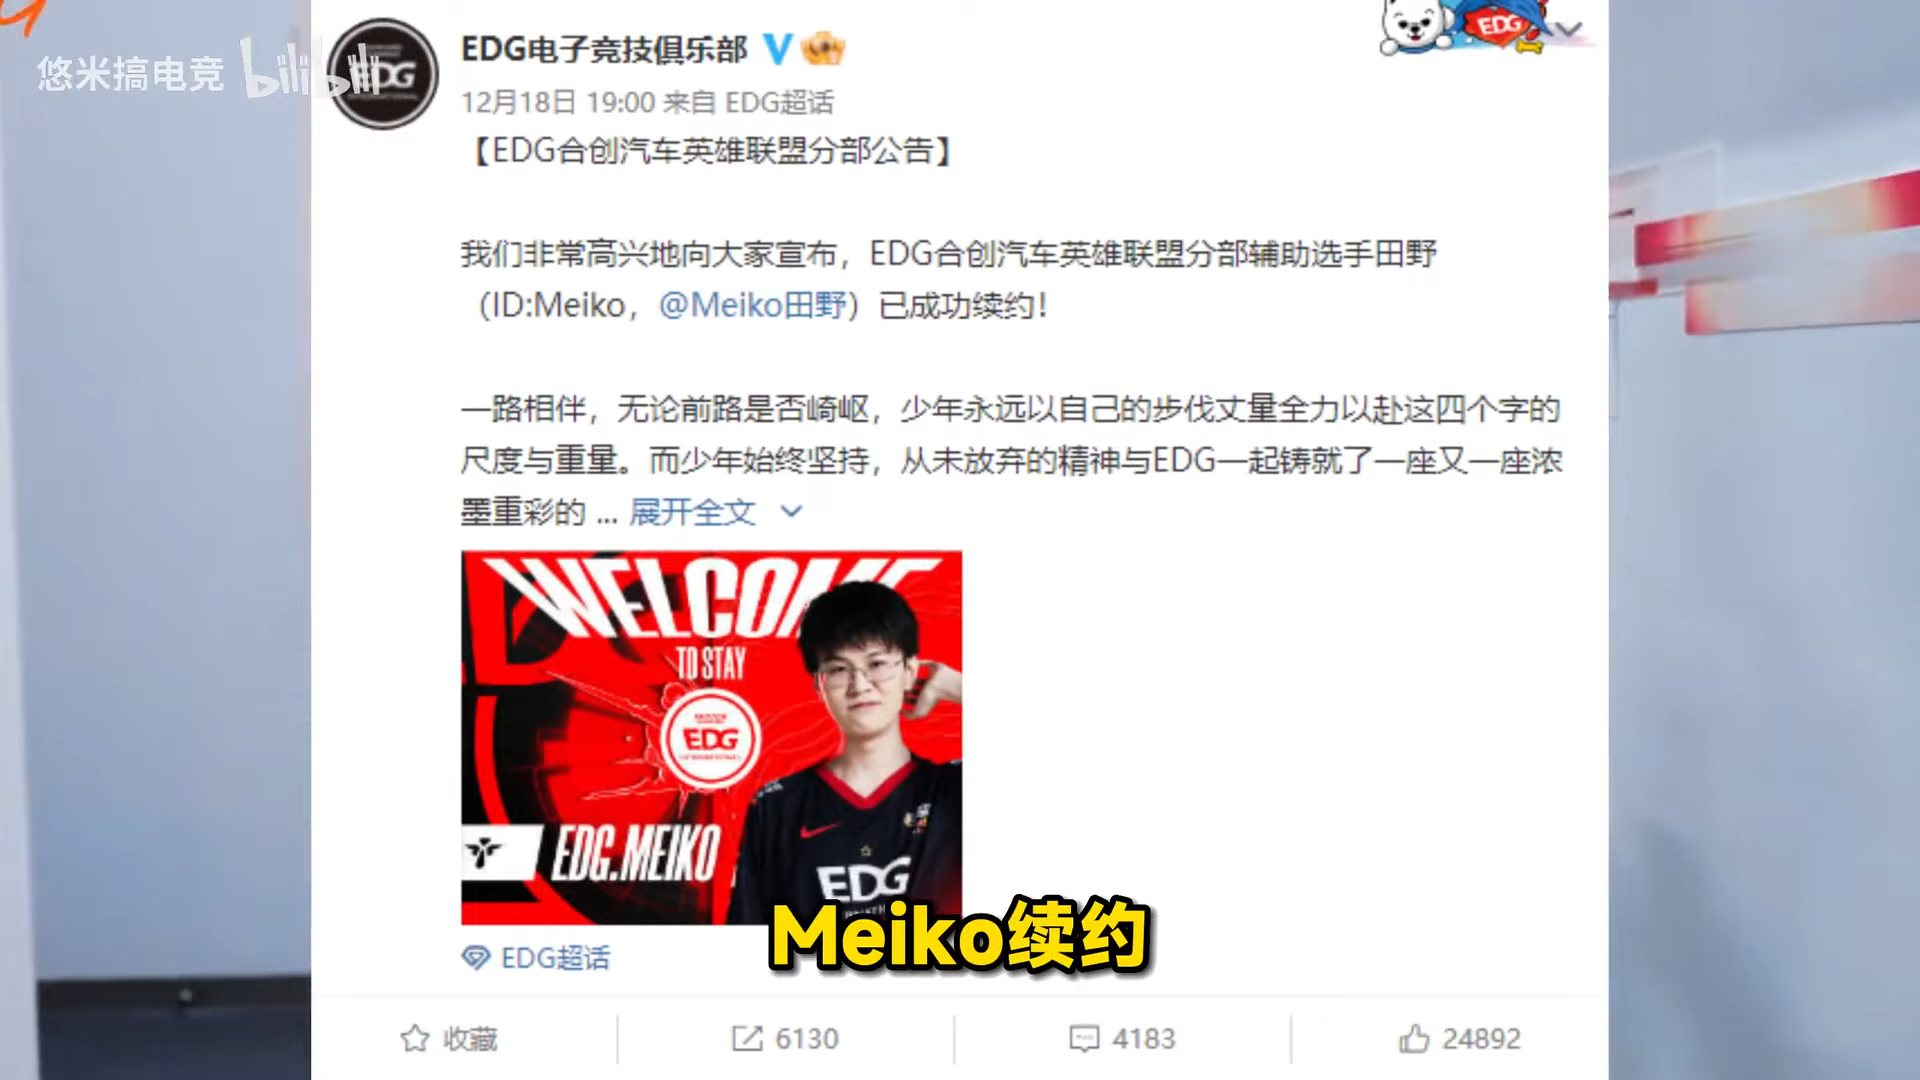 悠米搞电竞 bilibili
EDG
EDG电子竞技俱乐部
12月18日 19:00 来自 EDG超话
【EDG合创汽车英雄联盟分部公告】
我们非常高兴地向大家宣布，EDG合创汽车英雄联盟分部辅助选手田野
（ID:Meiko，@Meiko田野）已成功续约！
一路相伴，无论前路是否崎岖，少年永远以自己的步伐丈量全力以赴这四个字的
尺度与重量。而少年始终坚持，从未放弃的精神与EDG一起铸就了一座又一座浓
墨重彩的 ... 展开全文
WELCOME
TO STAY
EDG
EDG.MEIKO
EDG
Meiko续约
EDG超话
收藏
6130
4183
24892